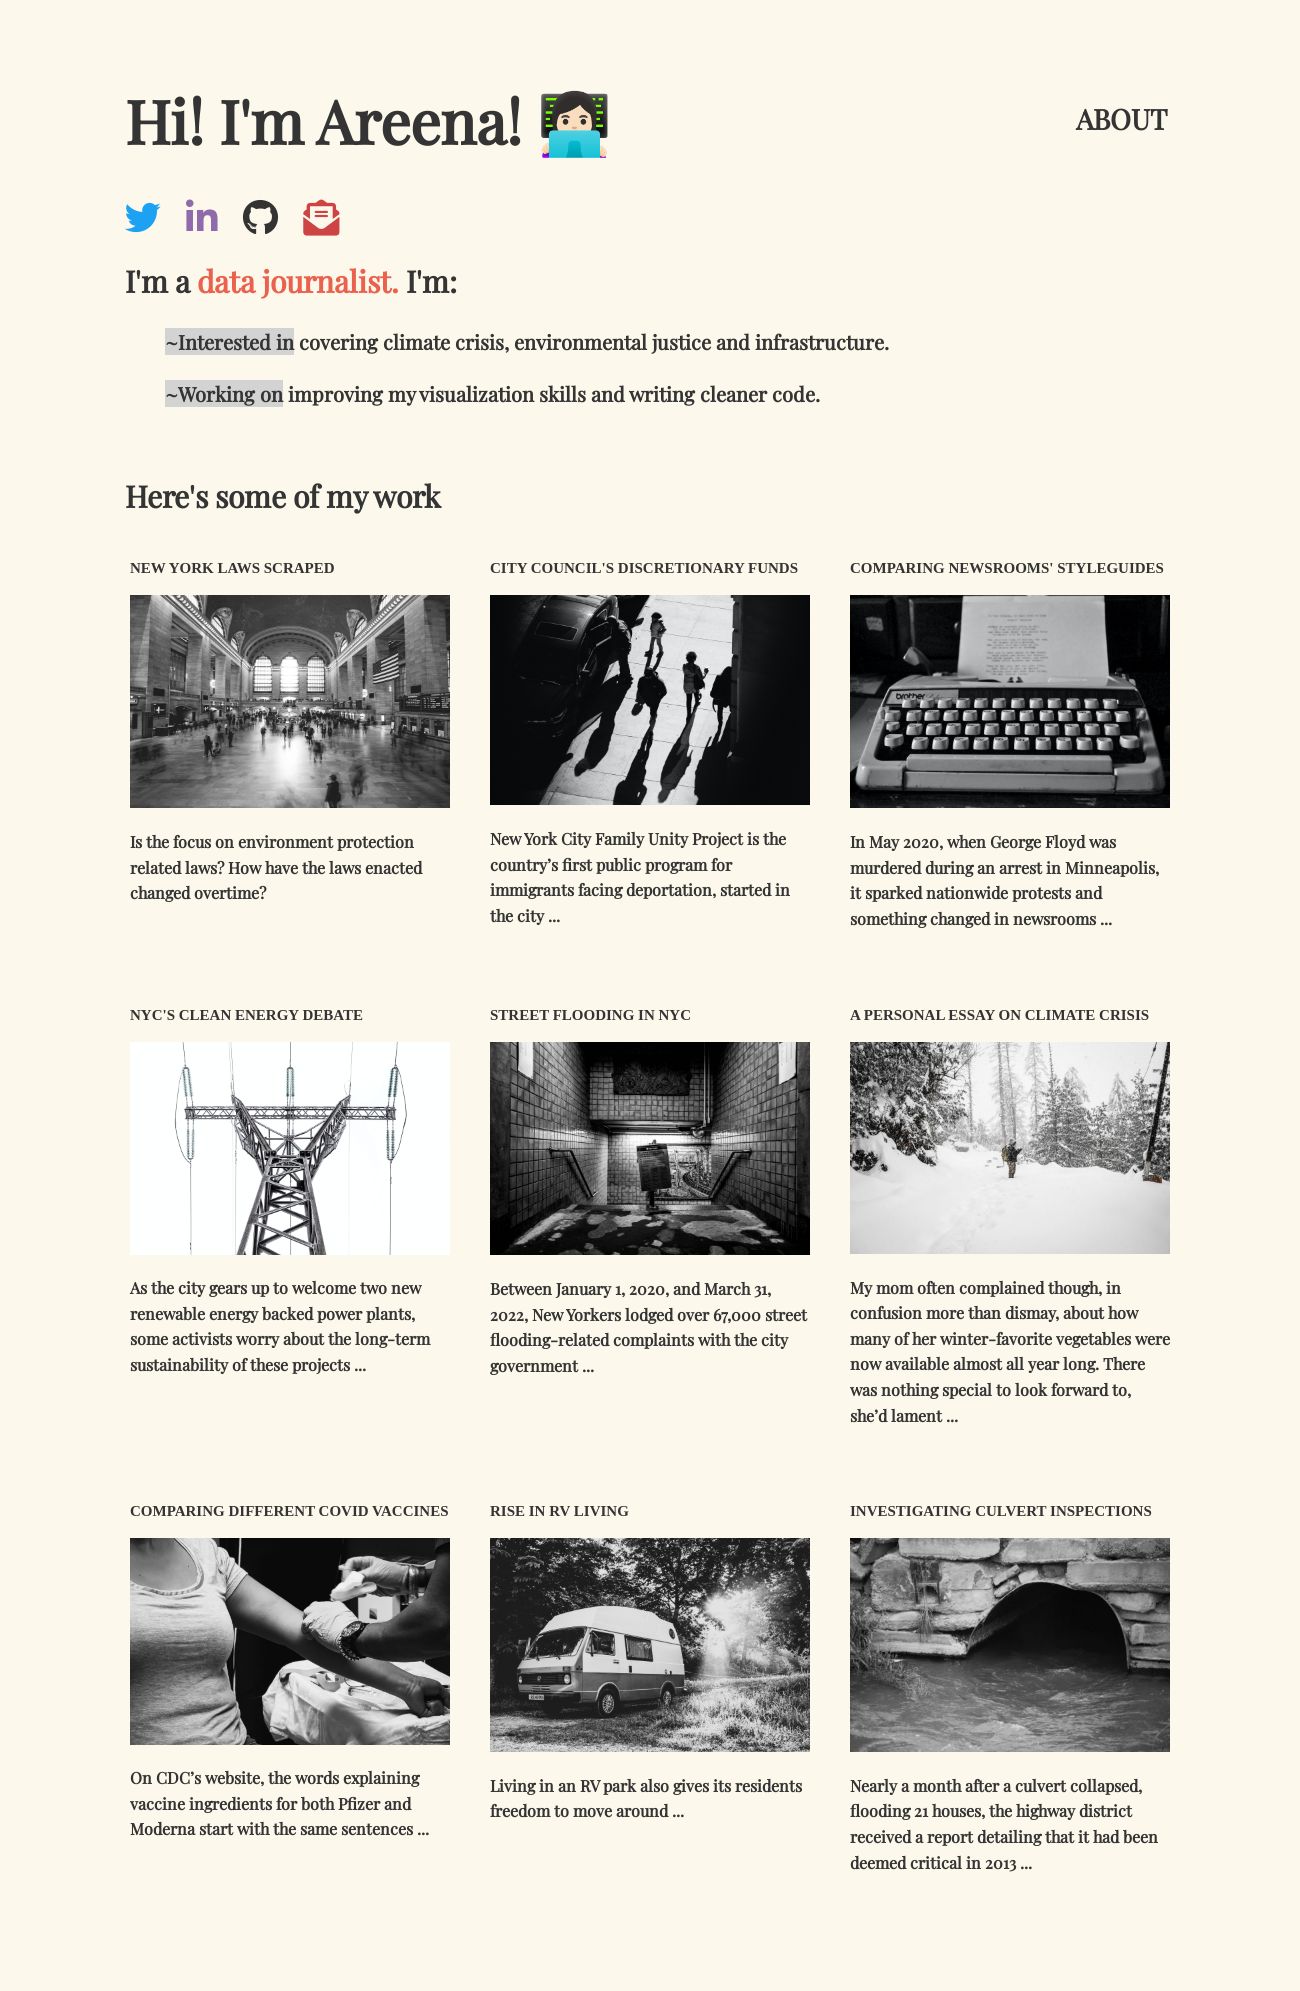 Hi! I'm Areena!
ABOUT
I'm a data journalist. I'm:
~Interested in covering climate crisis, environmental justice and infrastructure.
~Working on improving my visualization skills and writing cleaner code.
Here's some of my work
NEW YORK LAWS SCRAPED
Is the focus on environment protection
related laws? How have the laws enacted
changed overtime?
CITY COUNCIL'S DISCRETIONARY FUNDS
New York City Family Unity Project is the
country’s first public program for
immigrants facing deportation, started in
the city ...
COMPARING NEWSROOMS' STYLEGUIDES
brother
In May 2020, when George Floyd was
murdered during an arrest in Minneapolis,
it sparked nationwide protests and
something changed in newsrooms ...
NYC'S CLEAN ENERGY DEBATE
As the city gears up to welcome two new
renewable energy backed power plants,
some activists worry about the long-term
sustainability of these projects ...
STREET FLOODING IN NYC
Between January 1, 2020, and March 31,
2022, New Yorkers lodged over 67,000 street
flooding-related complaints with the city
government ...
A PERSONAL ESSAY ON CLIMATE CRISIS
My mom often complained though, in
confusion more than dismay, about how
many of her winter-favorite vegetables were
now available almost all year long. There
was nothing special to look forward to,
she’d lament ...
COMPARING DIFFERENT COVID VACCINES
On CDC’s website, the words explaining
vaccine ingredients for both Pfizer and
Moderna start with the same sentences ...
RISE IN RV LIVING
Living in an RV park also gives its residents
freedom to move around ...
INVESTIGATING CULVERT INSPECTIONS
Nearly a month after a culvert collapsed,
flooding 21 houses, the highway district
received a report detailing that it had been
deemed critical in 2013 ...